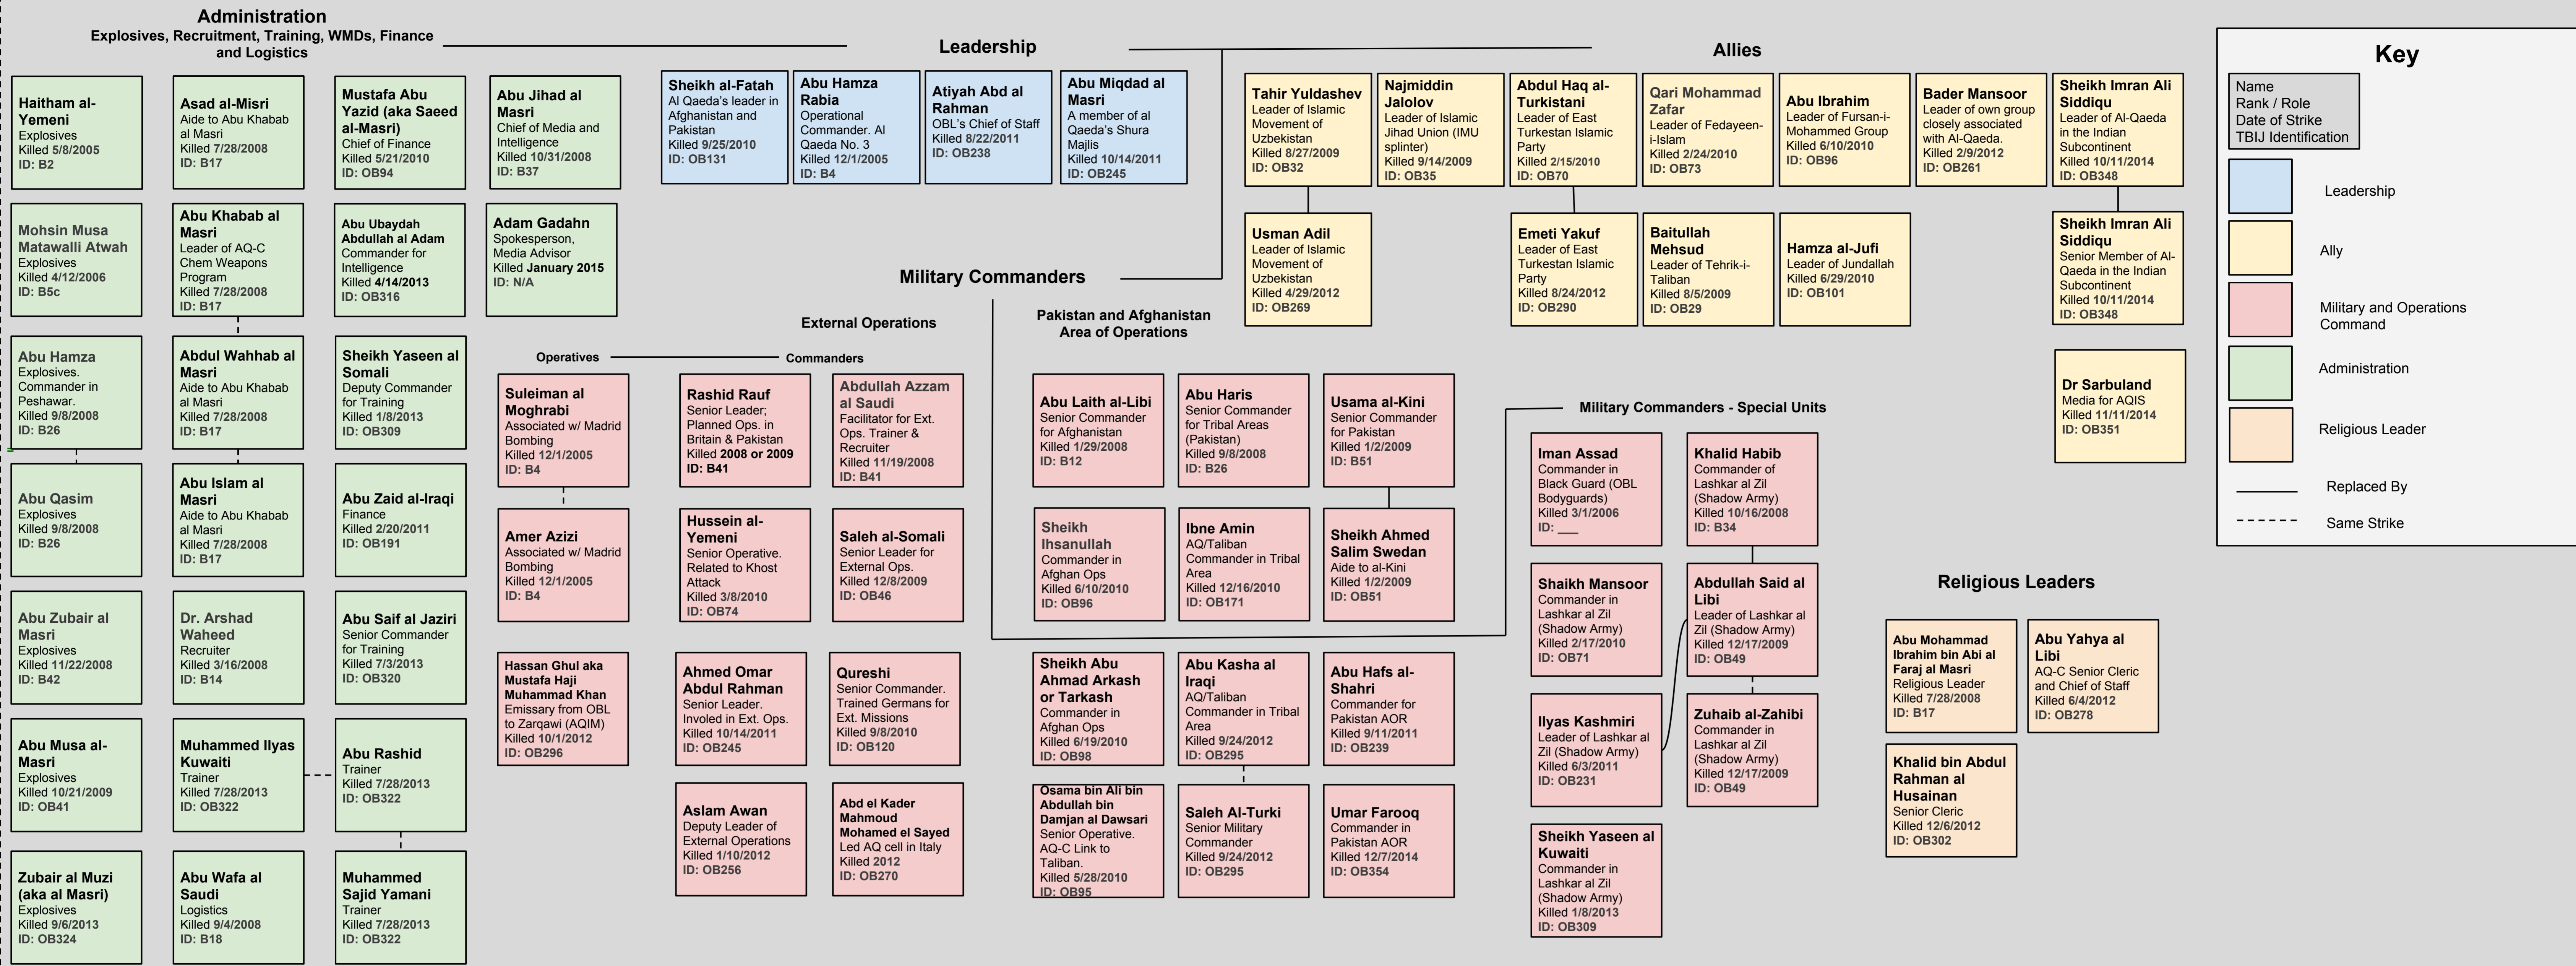 Administration
Explosives, Recruitment, Training, WMDs, Finance
and Logistics
Haitham al-
Yemeni
Explosives
Killed 5/8/2005
ID: B2
Asad al-Misri
Aide to Abu Khabab
al Masri
Killed 7/28/2008
ID: B17
Mustafa Abu
Yazid (aka Saeed
al-Masri)
Chief of Finance
Killed 5/21/2010
ID: OB94
Abu Jihad al
Masri
Chief of Media and
Intelligence
Killed 10/31/2008
ID: B37
Mohsin Musa
Matawalli Atwah
Explosives
Killed 4/12/2006
ID: B5c
Abu Khabab al
Masri
Leader of AQ-C
Chem Weapons
Program
Killed 7/28/2008
ID: B17
Abu Ubaydah
Abdullah al Adam
Commander for
Intelligence
Killed 4/14/2013
ID: OB316
Adam Gadahn
Spokesperson,
Media Advisor
Killed January 2015
ID: N/A
Abu Hamza
Explosives.
Commander in
Peshawar.
Killed 9/8/2008
ID: B26
Abdul Wahhab al
Masri
Aide to Abu Khabab
al Masri
Killed 7/28/2008
ID: B17
Sheikh Yaseen al
Somali
Deputy Commander
for Training
Killed 1/8/2013
ID: OB309
Abu Qasim
Explosives
Killed 9/8/2008
ID: B26
Abu Islam al
Masri
Aide to Abu Khabab
al Masri
Killed 7/28/2008
ID: B17
Abu Zaid al-Iraqi
Finance
Killed 2/20/2011
ID: OB191
Abu Zubair al
Masri
Explosives
Killed 11/22/2008
ID: B42
Dr. Arshad
Waheed
Recruiter
Killed 3/16/2008
ID: B14
Abu Saif al Jaziri
Senior Commander
for Training
Killed 7/3/2013
ID: OB320
Abu Musa al-
Masri
Explosives
Killed 10/21/2009
ID: OB41
Muhammed Ilyas
Kuwaiti
Trainer
Killed 7/28/2013
ID: OB322
Abu Rashid
Trainer
Killed 7/28/2013
ID: OB322
Zubair al Muzi
(aka al Masri)
Explosives
Killed 9/6/2013
ID: OB324
Abu Wafa al
Saudi
Logistics
Killed 9/4/2008
ID: B18
Muhammed
Sajid Yamani
Trainer
Killed 7/28/2013
ID: OB322
Leadership
Sheikh al-Fatah
Al Qaeda's leader in
Afghanistan and
Pakistan
Killed 9/25/2010
ID: OB131
Abu Hamza
Rabia
Operational
Commander. Al
Qaeda No. 3
Killed 12/1/2005
ID: B4
Atiyah Abd al
Rahman
OBL's Chief of Staff
Killed 8/22/2011
ID: OB238
Abu Miqdad al
Masri
A member of al
Qaeda's Shura
Majlis
Killed 10/14/2011
ID: OB245
Allies
Tahir Yuldashev
Leader of Islamic
Movement of
Uzbekistan
Killed 8/27/2009
ID: OB32
Najmiddin
Jalolov
Leader of Islamic
Jihad Union (IMU
splinter)
Killed 9/14/2009
ID: OB35
Abdul Haq al-
Turkistani
Leader of East
Turkestan Islamic
Party
Killed 2/15/2010
ID: OB70
Qari Mohammad
Zafar
Leader of Fedayeen-
i-Islam
Killed 2/24/2010
ID: OB73
Abu Ibrahim
Leader of Fursan-i-
Mohammed Group
Killed 6/10/2010
ID: OB96
Bader Mansoor
Leader of own group
closely associated
with Al-Qaeda.
Killed 2/9/2012
ID: OB261
Sheikh Imran Ali
Siddiqu
Leader of Al-Qaeda
in the Indian
Subcontinent
Killed 10/11/2014
ID: OB348
Usman Adil
Leader of Islamic
Movement of
Uzbekistan
Killed 4/29/2012
ID: OB269
Emeti Yakuf
Leader of East
Turkestan Islamic
Party
Killed 8/24/2012
ID: OB290
Baitullah
Mehsud
Leader of Tehrik-i-
Taliban
Killed 8/5/2009
ID: OB29
Hamza al-Jufi
Leader of Jundallah
Killed 6/29/2010
ID: OB101
Sheikh Imran Ali
Siddiqu
Senior Member of Al-
Qaeda in the Indian
Subcontinent
Killed 10/11/2014
ID: OB348
Dr Sarbuland
Media for AQIS
Killed 11/11/2014
ID: OB351
Military Commanders
External Operations
Operatives
Commanders
Suleiman al
Moghrabi
Associated w/ Madrid
Bombing
Killed 12/1/2005
ID: B4
Rashid Rauf
Senior Leader;
Planned Ops. in
Britain & Pakistan
Killed 2008 or 2009
ID: B41
Abdullah Azzam
al Saudi
Facilitator for Ext.
Ops. Trainer &
Recruiter
Killed 11/19/2008
ID: B41
Amer Azizi
Associated w/ Madrid
Bombing
Killed 12/1/2005
ID: B4
Hussein al-
Yemeni
Senior Operative.
Related to Khost
Attack
Killed 3/8/2010
ID: OB74
Saleh al-Somali
Senior Leader for
External Ops.
Killed 12/8/2009
ID: OB46
Hassan Ghul aka
Mustafa Haji
Muhammad Khan
Emissary from OBL
to Zarqawi (AQIM)
Killed 10/1/2012
ID: OB296
Ahmed Omar
Abdul Rahman
Senior Leader.
Involed in Ext. Ops.
Killed 10/14/2011
ID: OB245
Qureshi
Senior Commander.
Trained Germans for
Ext. Missions
Killed 9/8/2010
ID: OB120
Aslam Awan
Deputy Leader of
External Operations
Killed 1/10/2012
ID: OB256
Abd el Kader
Mahmoud
Mohamed el Sayed
Led AQ cell in Italy
Killed 2012
ID: OB270
Pakistan and Afghanistan
Area of Operations
Abu Laith al-Libi
Senior Commander
for Afghanistan
Killed 1/29/2008
ID: B12
Abu Haris
Senior Commander
for Tribal Areas
(Pakistan)
Killed 9/8/2008
ID: B26
Usama al-Kini
Senior Commander
for Pakistan
Killed 1/2/2009
ID: B51
Sheikh
Ihsanullah
Commander in
Afghan Ops
Killed 6/10/2010
ID: OB96
Ibne Amin
AQ/Taliban
Commander in Tribal
Area
Killed 12/16/2010
ID: OB171
Sheikh Ahmed
Salim Swedan
Aide to al-Kini
Killed 1/2/2009
ID: OB51
Sheikh Abu
Ahmad Arkash
or Tarkash
Commander in
Afghan Ops
Killed 6/19/2010
ID: OB98
Abu Kasha al
Iraqi
AQ/Taliban
Commander in Tribal
Area
Killed 9/24/2012
ID: OB295
Abu Hafs al-
Shahri
Commander for
Pakistan AOR
Killed 9/11/2011
ID: OB239
Osama bin Ali bin
Abdullah bin
Damjan al Dawsari
Senior Operative.
AQ-C Link to
Taliban.
Killed 5/28/2010
ID: OB95
Saleh Al-Turki
Senior Military
Commander
Killed 9/24/2012
ID: OB295
Umar Farooq
Commander in
Pakistan AOR
Killed 12/7/2014
ID: OB354
Military Commanders - Special Units
Iman Assad
Commander in
Black Guard (OBL
Bodyguards)
Killed 3/1/2006
ID: ___
Khalid Habib
Commander of
Lashkar al Zil
(Shadow Army)
Killed 10/16/2008
ID: B34
Shaikh Mansoor
Commander in
Lashkar al Zil
(Shadow Army)
Killed 2/17/2010
ID: OB71
Abdullah Said al
Libi
Leader of Lashkar al
Zil (Shadow Army)
Killed 12/17/2009
ID: OB49
Ilyas Kashmiri
Leader of Lashkar al
Zil (Shadow Army)
Killed 6/3/2011
ID: OB231
Zuhaib al-Zahibi
Commander in
Lashkar al Zil
(Shadow Army)
Killed 12/17/2009
ID: OB49
Sheikh Yaseen al
Kuwaiti
Commander in
Lashkar al Zil
(Shadow Army)
Killed 1/8/2013
ID: OB309
Religious Leaders
Abu Mohammad
Ibrahim bin Abi al
Faraj al Masri
Religious Leader
Killed 7/28/2008
ID: B17
Abu Yahya al
Libi
AQ-C Senior Cleric
and Chief of Staff
Killed 6/4/2012
ID: OB278
Khalid bin Abdul
Rahman al
Husainan
Senior Cleric
Killed 12/6/2012
ID: OB302
Key
Name
Rank / Role
Date of Strike
TBIJ Identification
Leadership
Ally
Military and Operations
Command
Administration
Religious Leader
Replaced By
Same Strike